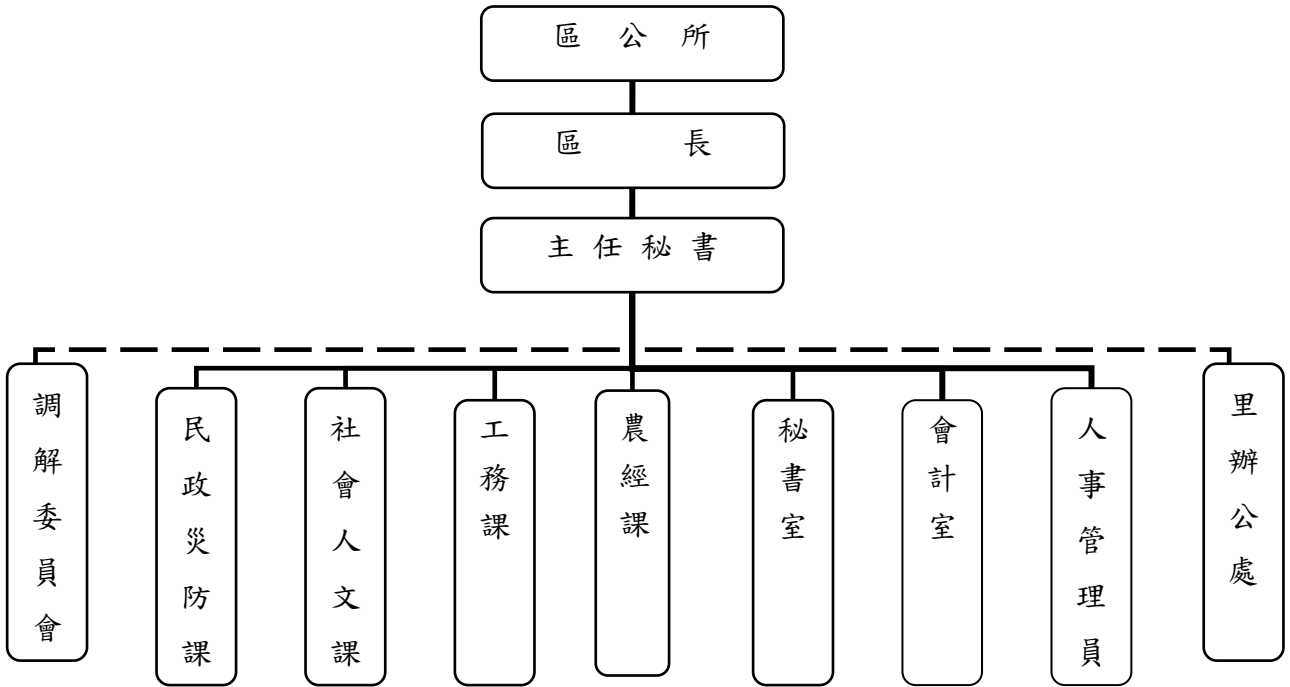 區公所
區長
主任秘書
調解委員會
民政災防課
社會人文課
工務課
農經課
秘書室
會計室
人事管理員
里辦公處